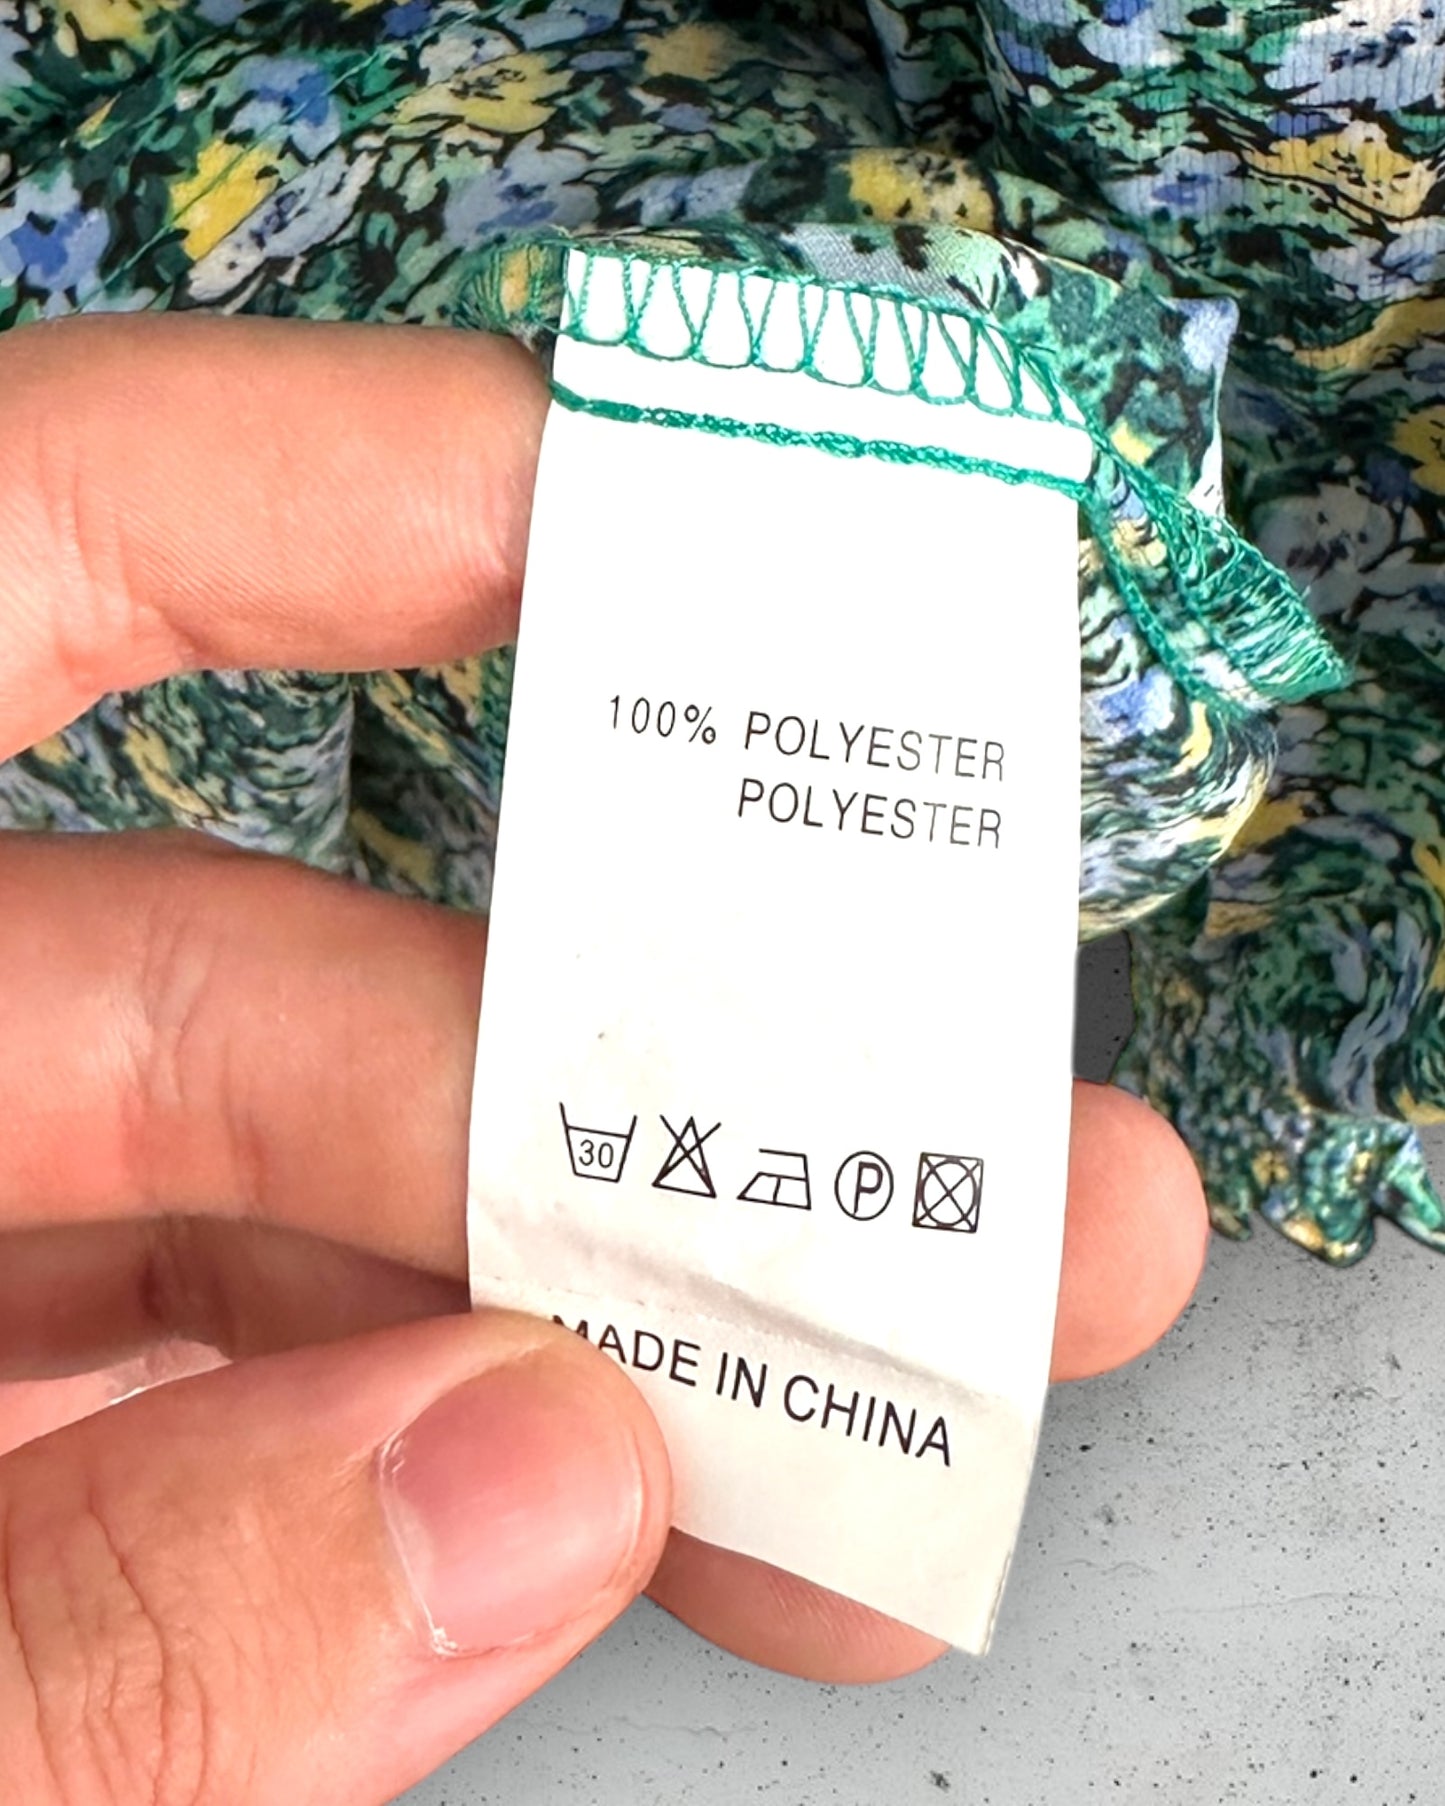 100% POLYESTER
POLYESTER
30
P
MADE IN CHINA